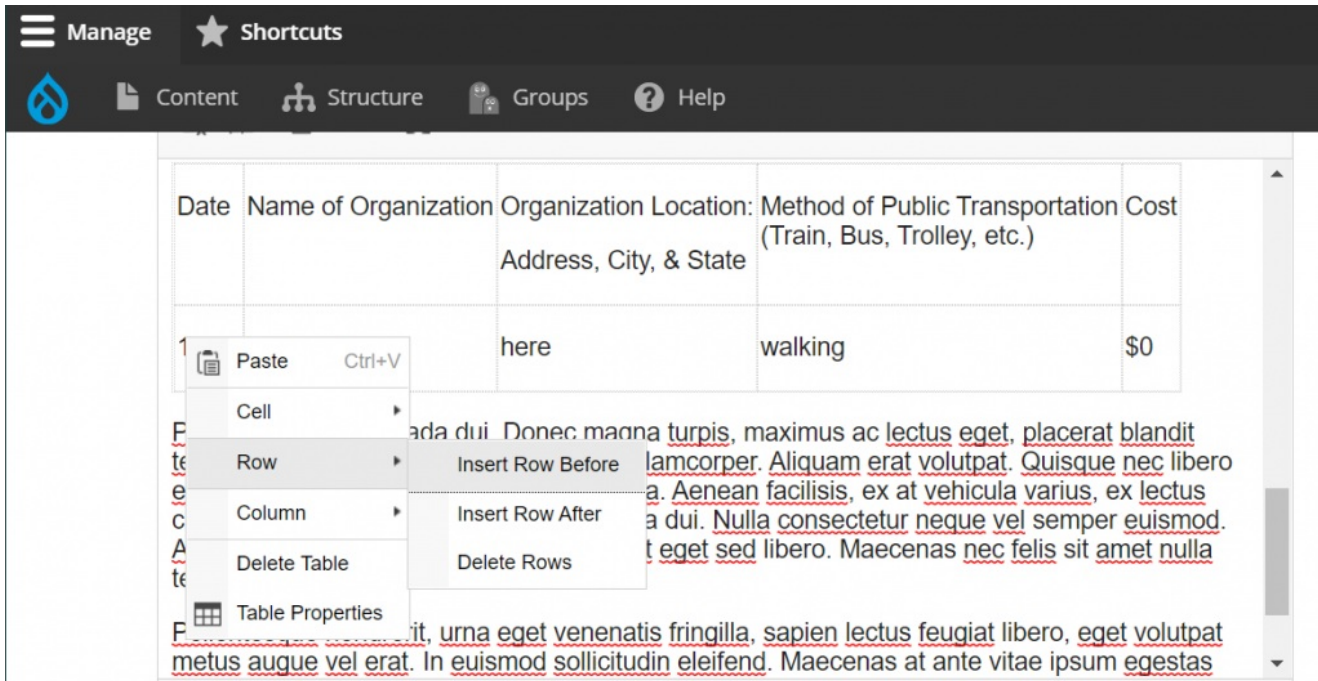 Manage Shortcuts
Content Structure Groups Help
Date Name of Organization Organization Location: Method of Public Transportation Cost
(Train, Bus, Trolley, etc.)
Address, City, & State
here walking $0
Paste Ctrl+V
Cell
Row
Column
Delete Table
Table Properties
Insert Row Before
Insert Row After
Delete Rows
dui. Donec magna turpis, maximus ac lectus eget, placerat blandit
Aliquam erat volutpat. Quisque nec libero
Aenean facilisis, ex at vehicula varius, ex lectus
dui. Nulla consectetur neque vel semper euismod.
eget sed libero. Maecenas nec felis sit amet nulla
urna eget venenatis fringilla, sapien lectus feugiat libero, eget volutpat
metus augue vel erat. In euismod sollicitudin eleifend. Maecenas at ante vitae ipsum egestas